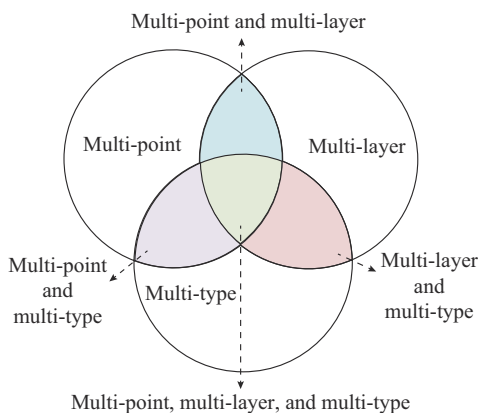 Multi-point and multi-layer
Multi-point
Multi-layer
Multi-point
and
multi-type
Multi-type
Multi-layer
and
multi-type
Multi-point, multi-layer, and multi-type